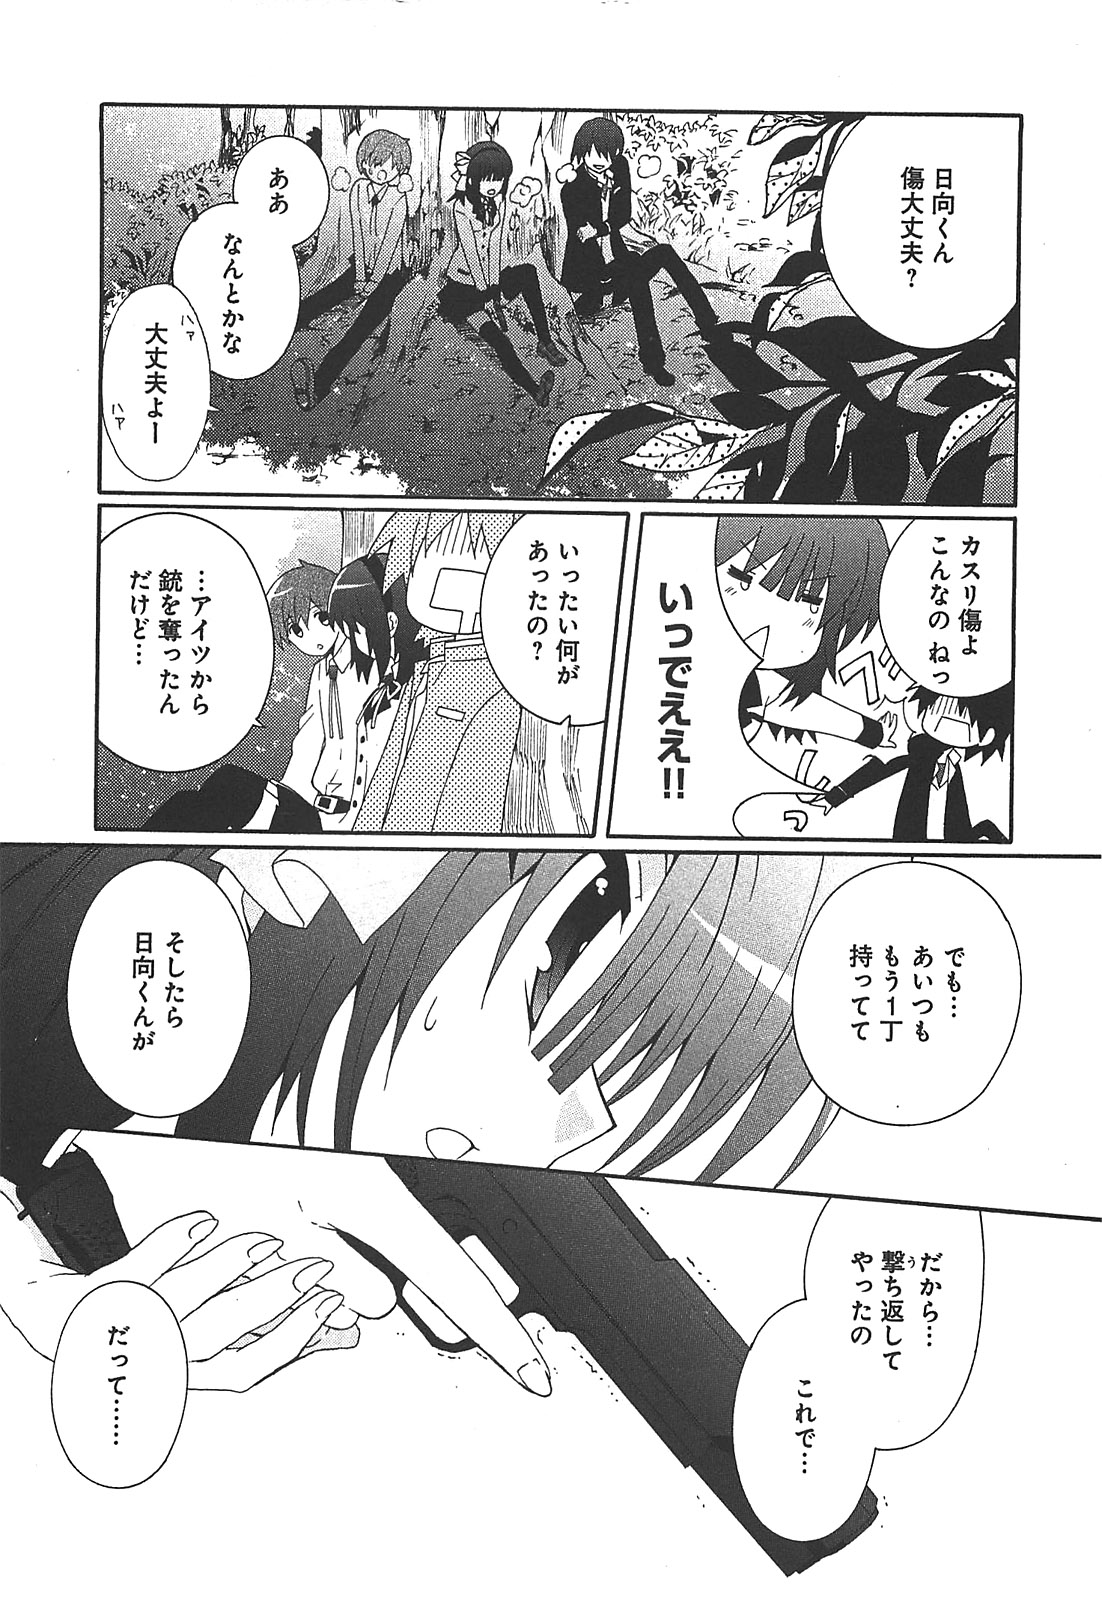 日向くん
傷大丈夫?
ああ
なんとかな
ハァ
大丈夫よー
ハァ
カスリ傷よ
こんなの ねっ
いっでええ!!
いったい何が
あったの?
…アイツから
銃を奪ったん
だけど…
でも…
あいつも
もう1丁
持ってて
そしたら
日向くんが
だから…
撃ち返して
う
やったの
これで…
だって……